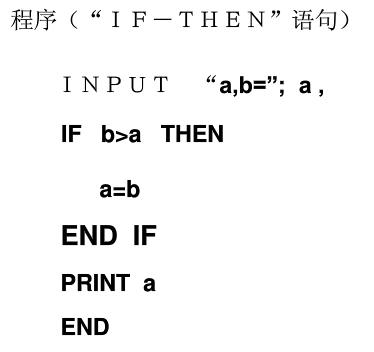 程序（“ＩＦ－ＴＨＥＮ”语句）
ＩＮＰＵＴ “a,b=”; a ,
IF b>a THEN
a=b
END IF
PRINT a
END